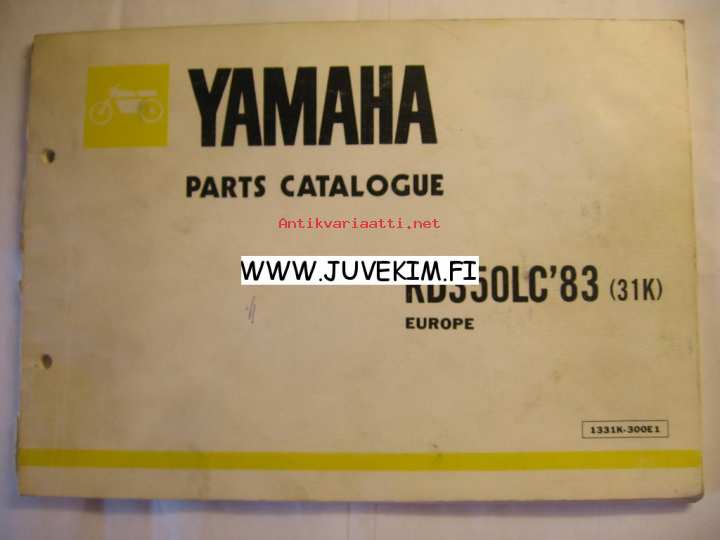 YAMAHA
PARTS CATALOGUE
Antikvariaatti.net
WWW.JUVEKIM.FI
RD350LC'83 (31K)
EUROPE
1331K-300E1